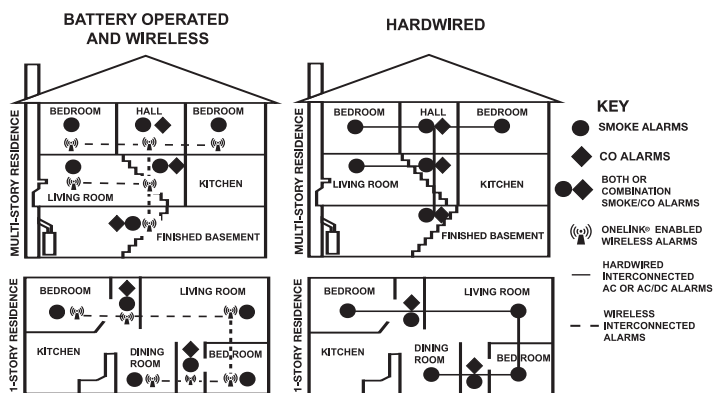 BATTERY OPERATED
AND WIRELESS
HARDWIRED
MULTI-STORY RESIDENCE
BEDROOM
HALL
BEDROOM
LIVING ROOM
KITCHEN
FINISHED BASEMENT
MULTI-STORY RESIDENCE
BEDROOM
HALL
BEDROOM
LIVING ROOM
KITCHEN
FINISHED BASEMENT
1-STORY RESIDENCE
BEDROOM
LIVING ROOM
KITCHEN
DINING
ROOM
BEDROOM
1-STORY RESIDENCE
BEDROOM
LIVING ROOM
KITCHEN
DINING
ROOM
BEDROOM
KEY
SMOKE ALARMS
CO ALARMS
BOTH OR
COMBINATION
SMOKE/CO ALARMS
ONELINK® ENABLED
WIRELESS ALARMS
HARDWIRED
INTERCONNECTED
AC OR AC/DC ALARMS
WIRELESS
INTERCONNECTED
ALARMS